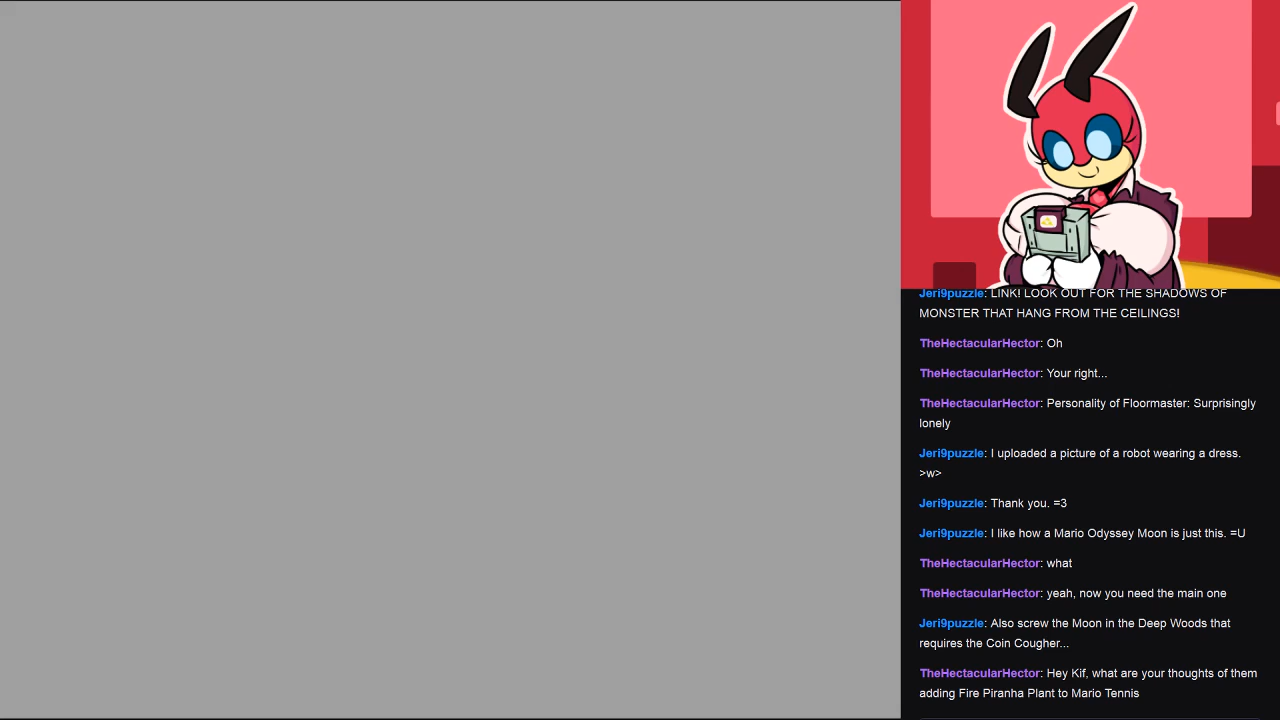 Jeri9puzzle: LINK! LOOK OUT FOR THE SHADOWS OF
MONSTER THAT HANG FROM THE CEILINGS!
TheHectacularHector: Oh
TheHectacularHector: Your right...
TheHectacularHector: Personality of Floormaster: Surprisingly
lonely
Jeri9puzzle: I uploaded a picture of a robot wearing a dress.
>w>
Jeri9puzzle: Thank you. =3
Jeri9puzzle: I like how a Mario Odyssey Moon is just this. =U
TheHectacularHector: what
TheHectacularHector: yeah, now you need the main one
Jeri9puzzle: Also screw the Moon in the Deep Woods that
requires the Coin Cougher...
TheHectacularHector: Hey Kif, what are your thoughts of them
adding Fire Piranha Plant to Mario Tennis